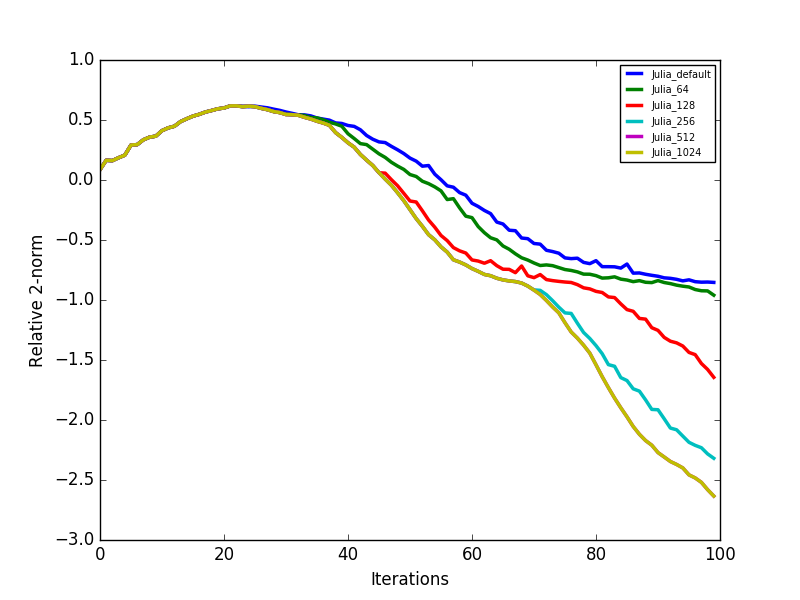 1.0
0.5
0.0
−0.5
−1.0
−1.5
−2.0
−2.5
−3.0
Relative 2-norm
0 20 40 60 80 100
Iterations
Julia_default
Julia_64
Julia_128
Julia_256
Julia_512
Julia_1024